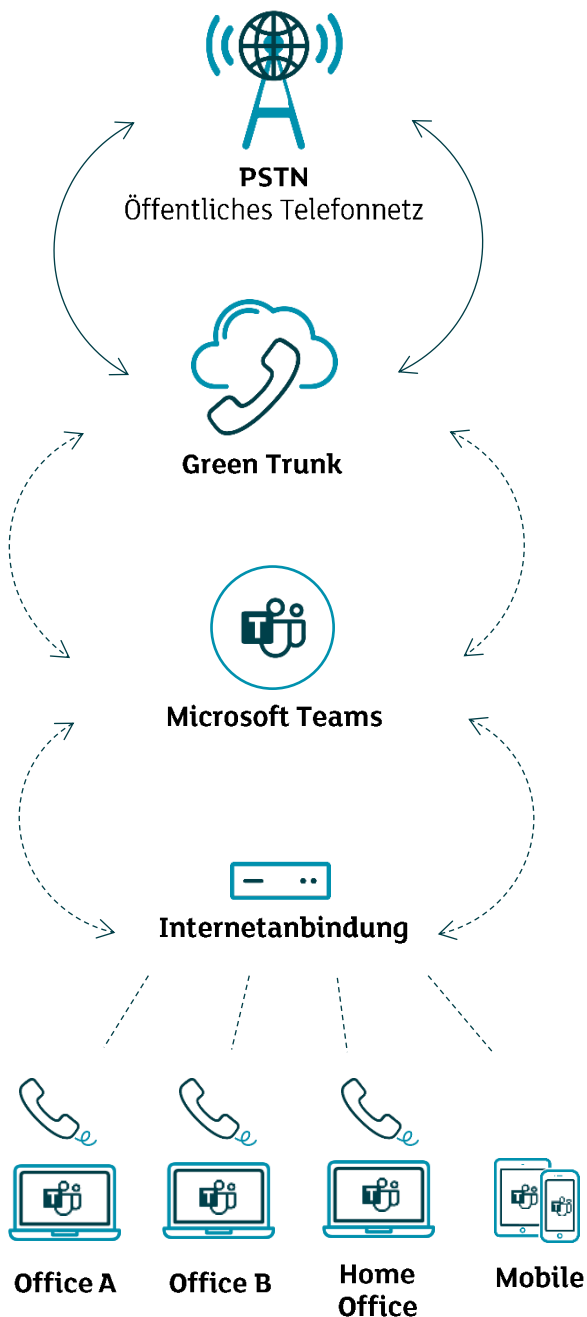 PSTN
Öffentliches Telefonnetz
Green Trunk
T
Microsoft Teams
Internetanbindung
T
T
T
T
T
Office A
Office B
Home
Office
Mobile